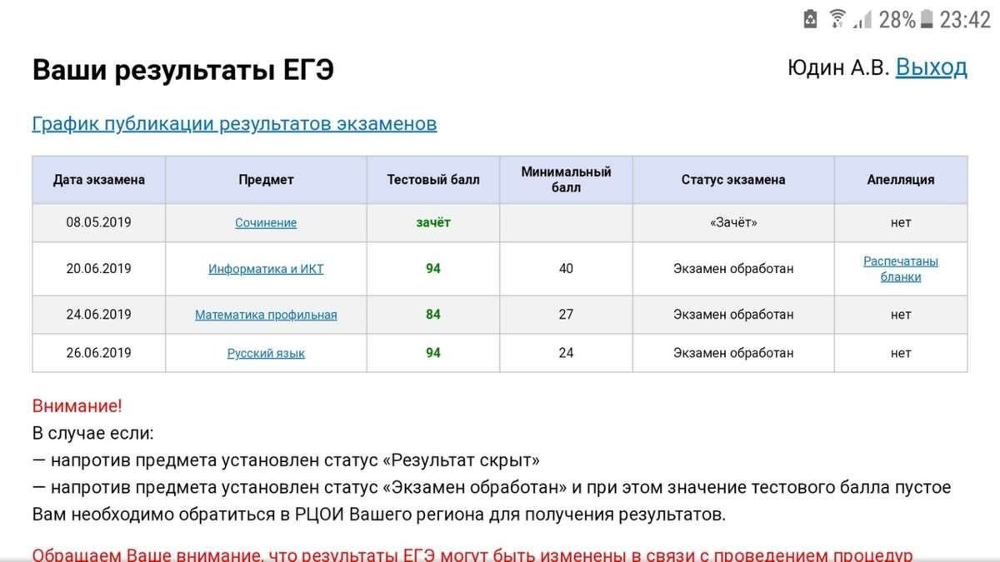 28% 23:42
Ваши результаты ЕГЭ
Юдин А.В. Выход
График публикации результатов экзаменов
Дата экзамена Предмет Тестовый балл Минимальный балл Статус экзамена Апелляция
08.05.2019 Сочинение зачёт «Зачёт» нет
20.06.2019 Информатика и ИКТ 94 40 Экзамен обработан Распечатаны бланки
24.06.2019 Математика профильная 84 27 Экзамен обработан нет
26.06.2019 Русский язык 94 24 Экзамен обработан нет
Внимание!
В случае если:
— напротив предмета установлен статус «Результат скрыт»
— напротив предмета установлен статус «Экзамен обработан» и при этом значение тестового балла пустое
Вам необходимо обратиться в РЦОИ Вашего региона для получения результатов.
Обращаем Ваше внимание, что результаты ЕГЭ могут быть изменены в связи с проведением процедур